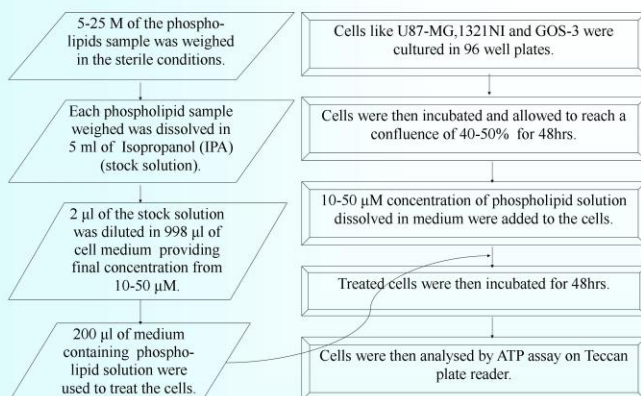 5-25 M of the phospho-
lipids sample was weighed
in the sterile conditions.
Each phospholipid sample
weighed was dissolved in
5 ml of Isopropanol (IPA)
(stock solution).
2 µl of the stock solution
was diluted in 998 µl of
cell medium providing
final concentration from
10-50 µM.
200 µl of medium
containing phospho-
lipid solution were
used to treat the cells.
Cells like U87-MG,1321NI and GOS-3 were
cultured in 96 well plates.
Cells were then incubated and allowed to reach a
confluence of 40-50% for 48hrs.
10-50 µM concentration of phospholipid solution
dissolved in medium were added to the cells.
Treated cells were then incubated for 48hrs.
Cells were then analysed by ATP assay on Teccan
plate reader.